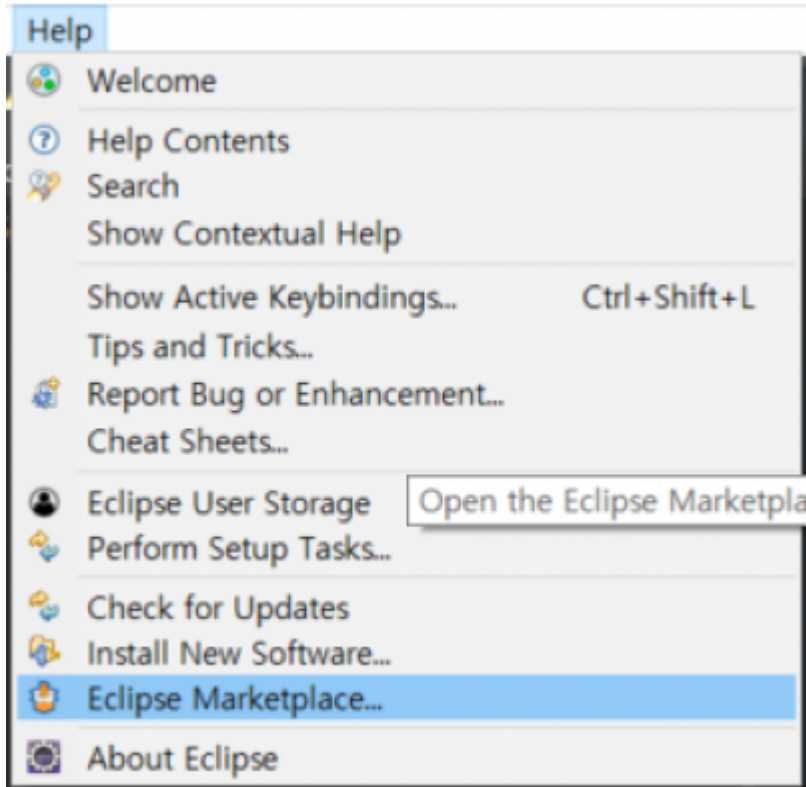 Help
Welcome
Help Contents
Search
Show Contextual Help
Show Active Keybindings... Ctrl+Shift+L
Tips and Tricks...
Report Bug or Enhancement...
Cheat Sheets...
Eclipse User Storage
Open the Eclipse Marketpla
Perform Setup Tasks...
Check for Updates
Install New Software...
Eclipse Marketplace...
About Eclipse